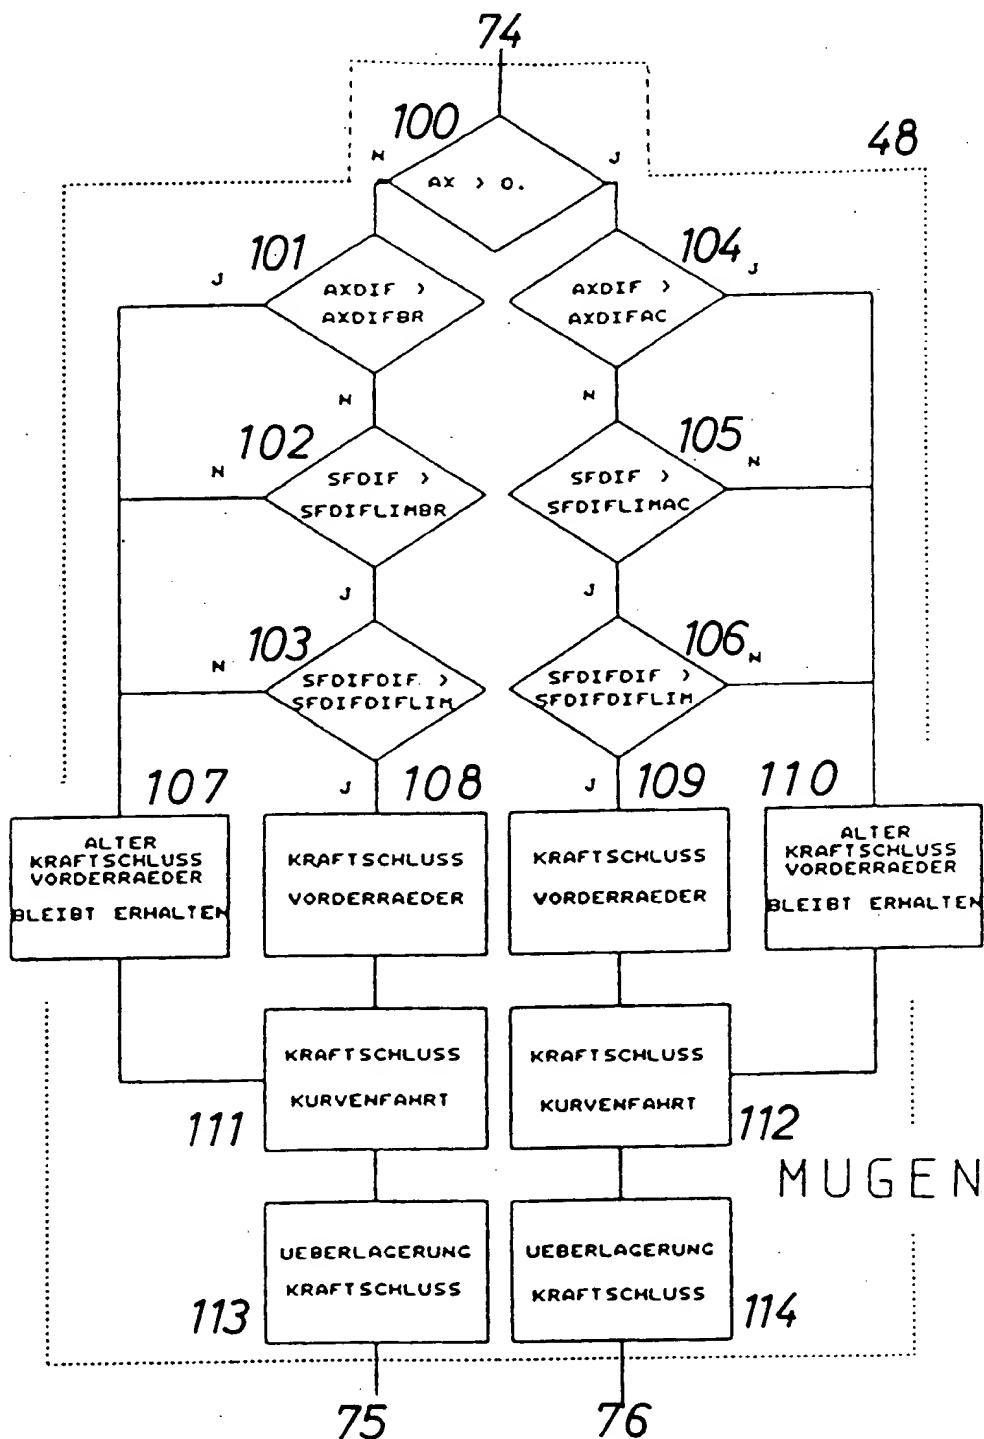 74
100
48
N
J
AX > 0.
101
104
J
J
AXDIF >
AXDIFBR
AXDIF >
AXDIFAC
N
N
102
105
N
N
SFDIF >
SFDIFLIMBR
SFDIF >
SFDIFLIMAC
J
J
103
106
N
N
SFDIFDIF >
SFDIFDIFLIM
SFDIFDIF >
SFDIFDIFLIM
107
J
108
J
109
110
ALTER
KRAFTSCHLUSS
VORDERRAEDER
BLEIBT ERHALTEN
KRAFTSCHLUSS
VORDERRAEDER
KRAFTSCHLUSS
VORDERRAEDER
ALTER
KRAFTSCHLUSS
VORDERRAEDER
BLEIBT ERHALTEN
KRAFTSCHLUSS
KURVENFAHRT
KRAFTSCHLUSS
KURVENFAHRT
111
112
MUGEN
UEBERLAGERUNG
KRAFTSCHLUSS
UEBERLAGERUNG
KRAFTSCHLUSS
113
114
75
76